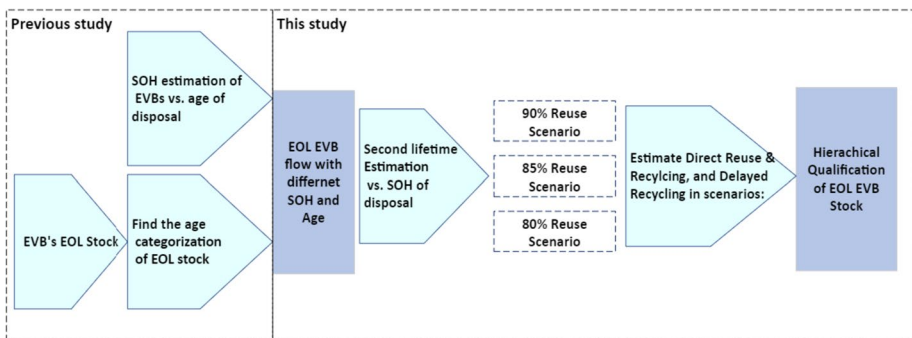 Previous study
This study
SOH estimation of
EVBs vs. age of
disposal
EVB's EOL Stock
Find the age
categorization
of EOL stock
EOL EVB
flow with
differnet
SOH and
Age
Second lifetime
Estimation
vs. SOH of
disposal
90% Reuse
Scenario
85% Reuse
Scenario
80% Reuse
Scenario
Estimate Direct Reuse &
Recylcing, and Delayed
Recycling in scenarios:
Hierachical
Qualification
of EOL EVB
Stock